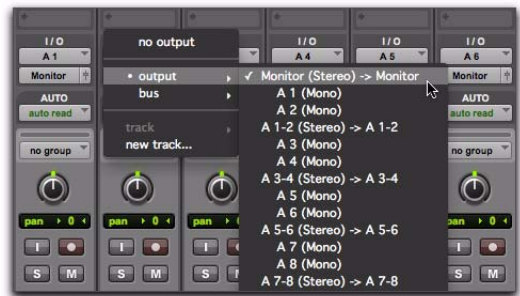 I/O
A 1
Monitor
AUTO
auto read
no group
pan 0
I
S M
no output
output
bus
track
new track...
I/O
A 4
I/O
A 5
I/O
A 6
Monitor
AUTO
auto read
no group
pan 0
I
S M
✓ Monitor (Stereo) -> Monitor
A 1 (Mono)
A 2 (Mono)
A 1-2 (Stereo) -> A 1-2
A 3 (Mono)
A 4 (Mono)
A 3-4 (Stereo) -> A 3-4
A 5 (Mono)
A 6 (Mono)
A 5-6 (Stereo) -> A 5-6
A 7 (Mono)
A 8 (Mono)
A 7-8 (Stereo) -> A 7-8
pan 0
pan 0
I
I
S M
S M